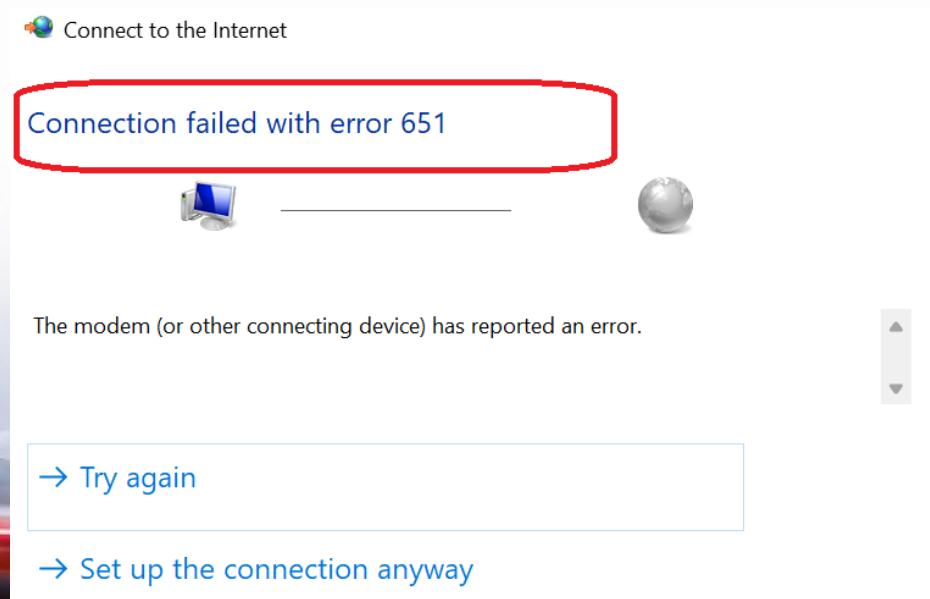 Connect to the Internet
Connection failed with error 651
The modem (or other connecting device) has reported an error.
Try again
Set up the connection anyway